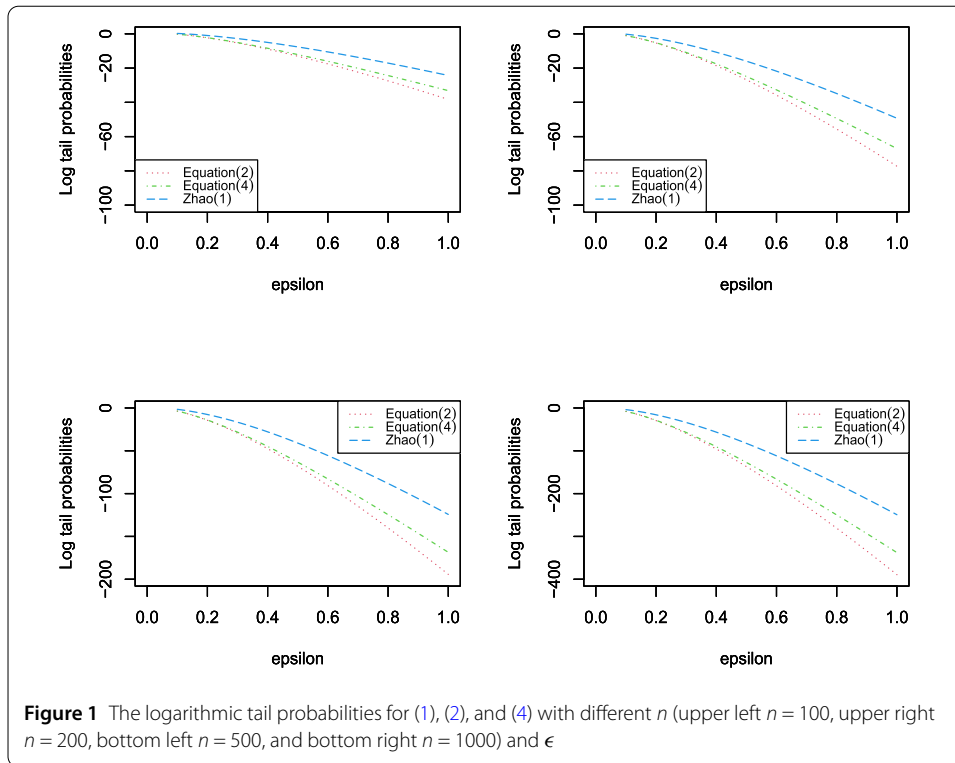 Log tail probabilities
0
−20
−60
−100
Equation(2)
Equation(4)
Zhao(1)
0.0 0.2 0.4 0.6 0.8 1.0
epsilon
Log tail probabilities
0
−20
−60
−100
Equation(2)
Equation(4)
Zhao(1)
0.0 0.2 0.4 0.6 0.8 1.0
epsilon
Log tail probabilities
0
−100
−200
Equation(2)
Equation(4)
Zhao(1)
0.0 0.2 0.4 0.6 0.8 1.0
epsilon
Log tail probabilities
0
−200
−400
Equation(2)
Equation(4)
Zhao(1)
0.0 0.2 0.4 0.6 0.8 1.0
epsilon
Figure 1 The logarithmic tail probabilities for (1), (2), and (4) with different n (upper left n = 100, upper right
n = 200, bottom left n = 500, and bottom right n = 1000) and ϵ